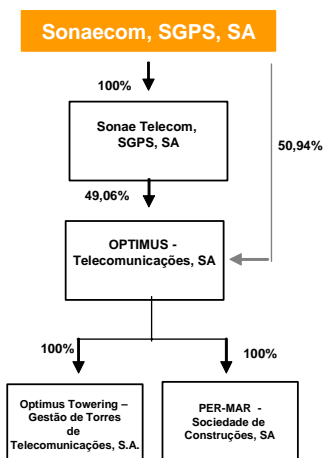 Sonaecom, SGPS, SA
100%
Sonae Telecom,
SGPS, SA
50,94%
49,06%
OPTIMUS -
Telecomunicações, SA
100%
100%
Optimus Towering –
Gestão de Torres
de
Telecomunicações, S.A.
PER-MAR -
Sociedade de
Construções, SA